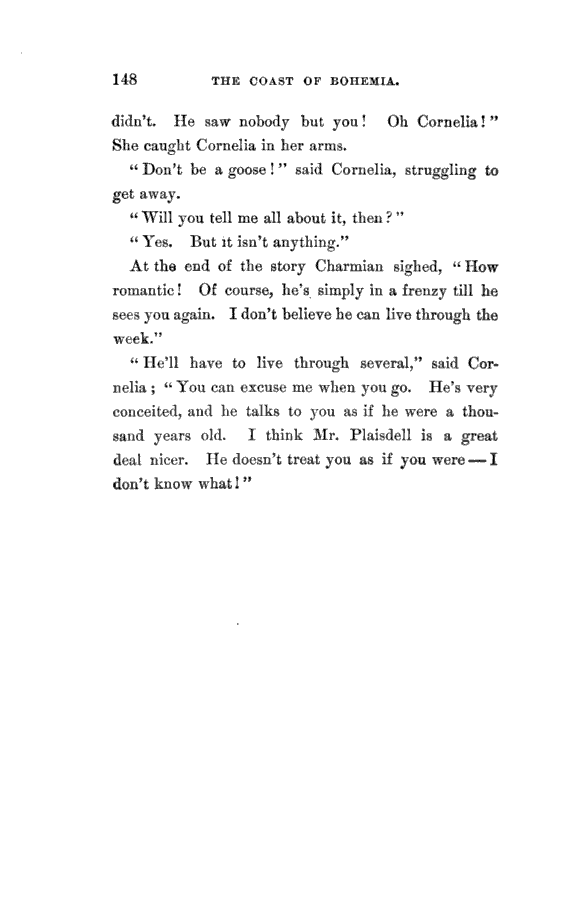 148 THE COAST OF BOHEMIA.
didn't. He saw nobody but you! Oh Cornelia!"
She caught Cornelia in her arms.
"Don't be a goose!" said Cornelia, struggling to
get away.
"Will you tell me all about it, then?"
"Yes. But it isn't anything."
At the end of the story Charmian sighed, "How
romantic! Of course, he's simply in a frenzy till he
sees you again. I don't believe he can live through the
week."
"He'll have to live through several," said Cor-
nelia; "You can excuse me when you go. He's very
conceited, and he talks to you as if he were a thou-
sand years old. I think Mr. Plaisdell is a great
deal nicer. He doesn't treat you as if you were—I
don't know what!"